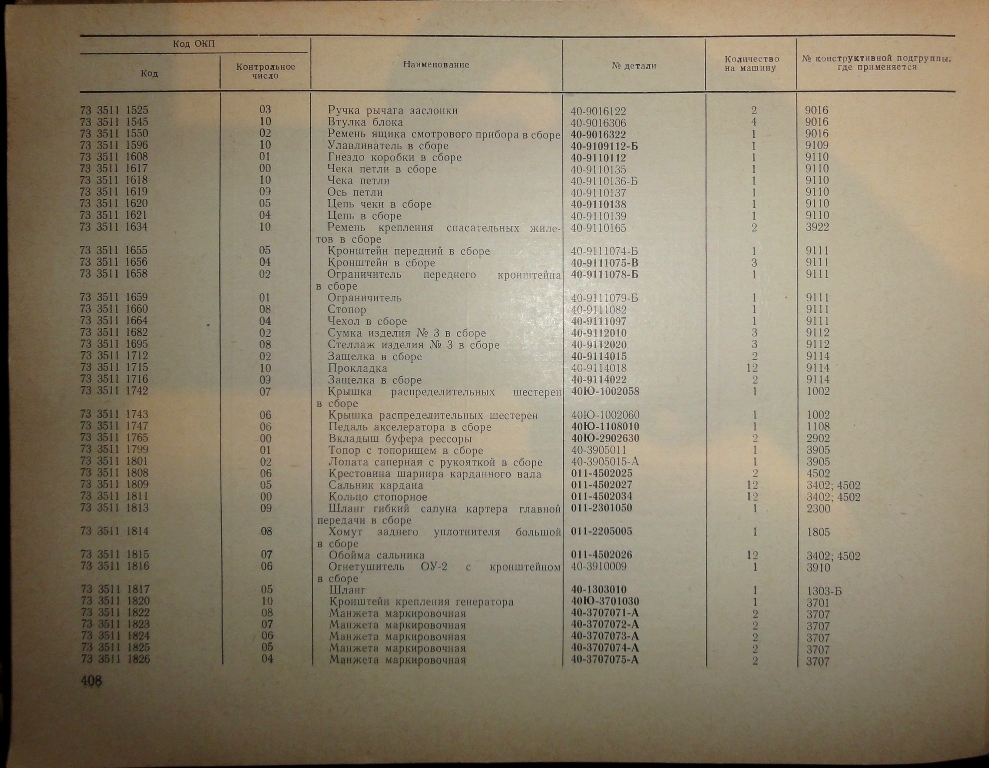 Код ОКП
Код
Контрольное число
Наименование
№ детали
Количество на машину
№ конструктивной подгруппы, где применяется
73 3511 1525 03 Ручка рычага заслонки 40-9016122 2 9016
73 3511 1545 10 Втулка блока 40-9016306 4 9016
73 3511 1550 02 Ремень ящика смотрового прибора в сборе 40-9016322 1 9016
73 3511 1596 10 Улавливатель в сборе 40-9109112-Б 1 9109
73 3511 1608 01 Гнездо коробки в сборе 40-9110112 1 9110
73 3511 1617 00 Чека петли в сборе 40-9110135 1 9110
73 3511 1618 10 Чека петли 40-9110136-Б 1 9110
73 3511 1619 09 Ось петли 40-9110137 1 9110
73 3511 1620 05 Цепь чеки в сборе 40-9110138 1 9110
73 3511 1621 04 Цепь в сборе 40-9110139 1 9110
73 3511 1634 10 Ремень крепления спасательных жиле- 40-9110165 2 3922
тов в сборе
73 3511 1655 05 Кронштейн передний в сборе 40-9111074-Б 1 9111
73 3511 1656 04 Кронштейн в сборе 40-9111075-В 3 9111
73 3511 1658 02 Ограничитель переднего кронштейна 40-9111078-Б 1 9111
в сборе
73 3511 1659 01 Ограничитель 40-9111079-Б 1 9111
73 3511 1660 08 Стопор 40-9111082 1 9111
73 3511 1664 04 Чехол в сборе 40-9111097 1 9111
73 3511 1682 02 Сумка изделия № 3 в сборе 40-9112010 3 9112
73 3511 1695 08 Стеллаж изделия № 3 в сборе 40-9112020 3 9112
73 3511 1712 02 Защелка в сборе 40-9114015 2 9114
73 3511 1715 10 Прокладка 40-9114018 12 9114
73 3511 1716 09 Защелка в сборе 40-9114022 2 9114
73 3511 1742 07 Крышка распределительных шестерен 40Ю-1002058 1 1002
в сборе
73 3511 1743 06 Крышка распределительных шестерен 40Ю-1002060 1 1002
73 3511 1747 06 Педаль акселератора в сборе 40Ю-1108010 1 1108
73 3511 1765 00 Вкладыш буфера рессоры 40Ю-2902630 2 2902
73 3511 1799 01 Топор с топорищем в сборе 40-3905011 1 3905
73 3511 1801 02 Лопата саперная с рукояткой в сборе 40-3905015-А 1 3905
73 3511 1808 06 Крестовина шарнира карданного вала 011-4502025 2 4502
73 3511 1809 05 Сальник кардана 011-4502027 12 3402; 4502
73 3511 1811 00 Кольцо стопорное 011-4502034 12 3402; 4502
73 3511 1813 09 Шланг гибкий сапуна картера главной 011-2301050 1 2300
передачи в сборе
73 3511 1814 08 Хомут заднего уплотнителя большой 011-2205005 1 1805
в сборе
73 3511 1815 07 Обойма сальника 011-4502026 12 3402; 4502
73 3511 1816 06 Огнетушитель ОУ-2 с кронштейном 40-3910009 1 3910
в сборе
73 3511 1817 05 Шланг 40-1303010 1 1303-Б
73 3511 1820 10 Кронштейн крепления генератора 40Ю-3701030 1 3701
73 3511 1822 08 Манжета маркировочная 40-3707071-А 2 3707
73 3511 1823 07 Манжета маркировочная 40-3707072-А 2 3707
73 3511 1824 06 Манжета маркировочная 40-3707073-А 2 3707
73 3511 1825 05 Манжета маркировочная 40-3707074-А 2 3707
73 3511 1826 04 Манжета маркировочная 40-3707075-А 2 3707
408